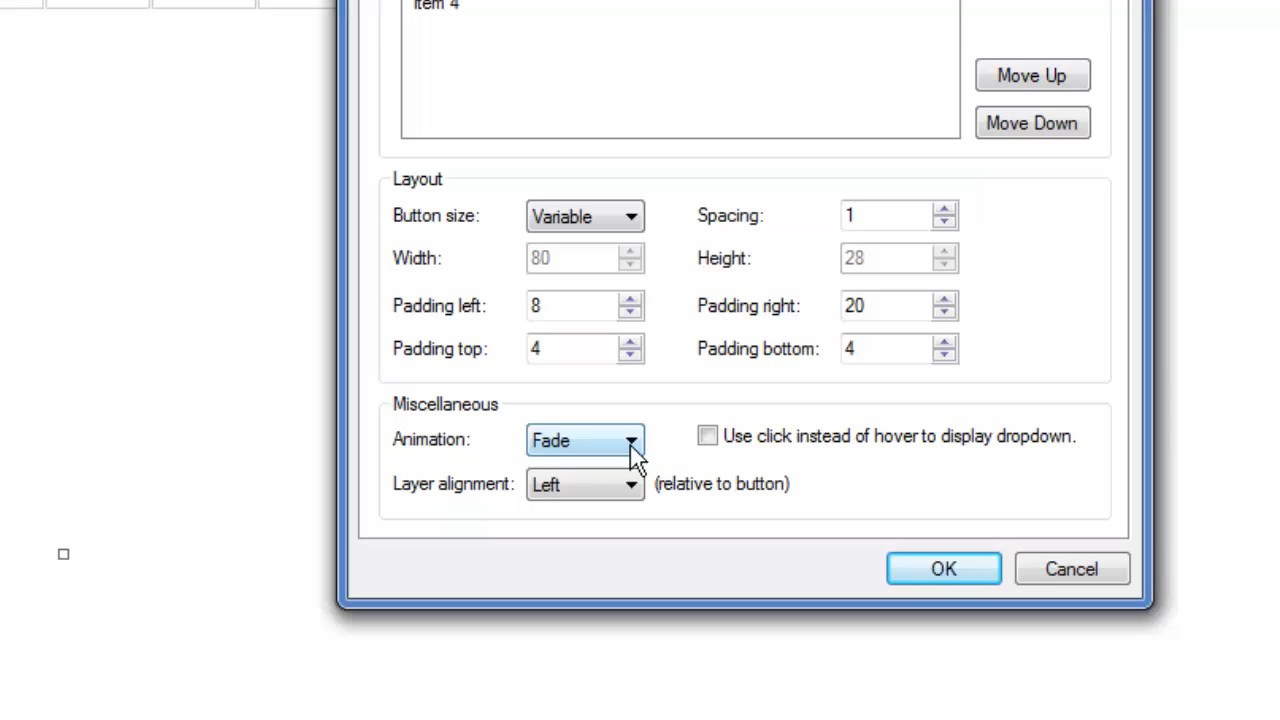 Item 4
Move Up
Move Down
Layout
Button size: Variable Spacing: 1
Width: 80 Height: 28
Padding left: 8 Padding right: 20
Padding top: 4 Padding bottom: 4
Miscellaneous
Animation: Fade Use click instead of hover to display dropdown.
Layer alignment: Left (relative to button)
OK Cancel